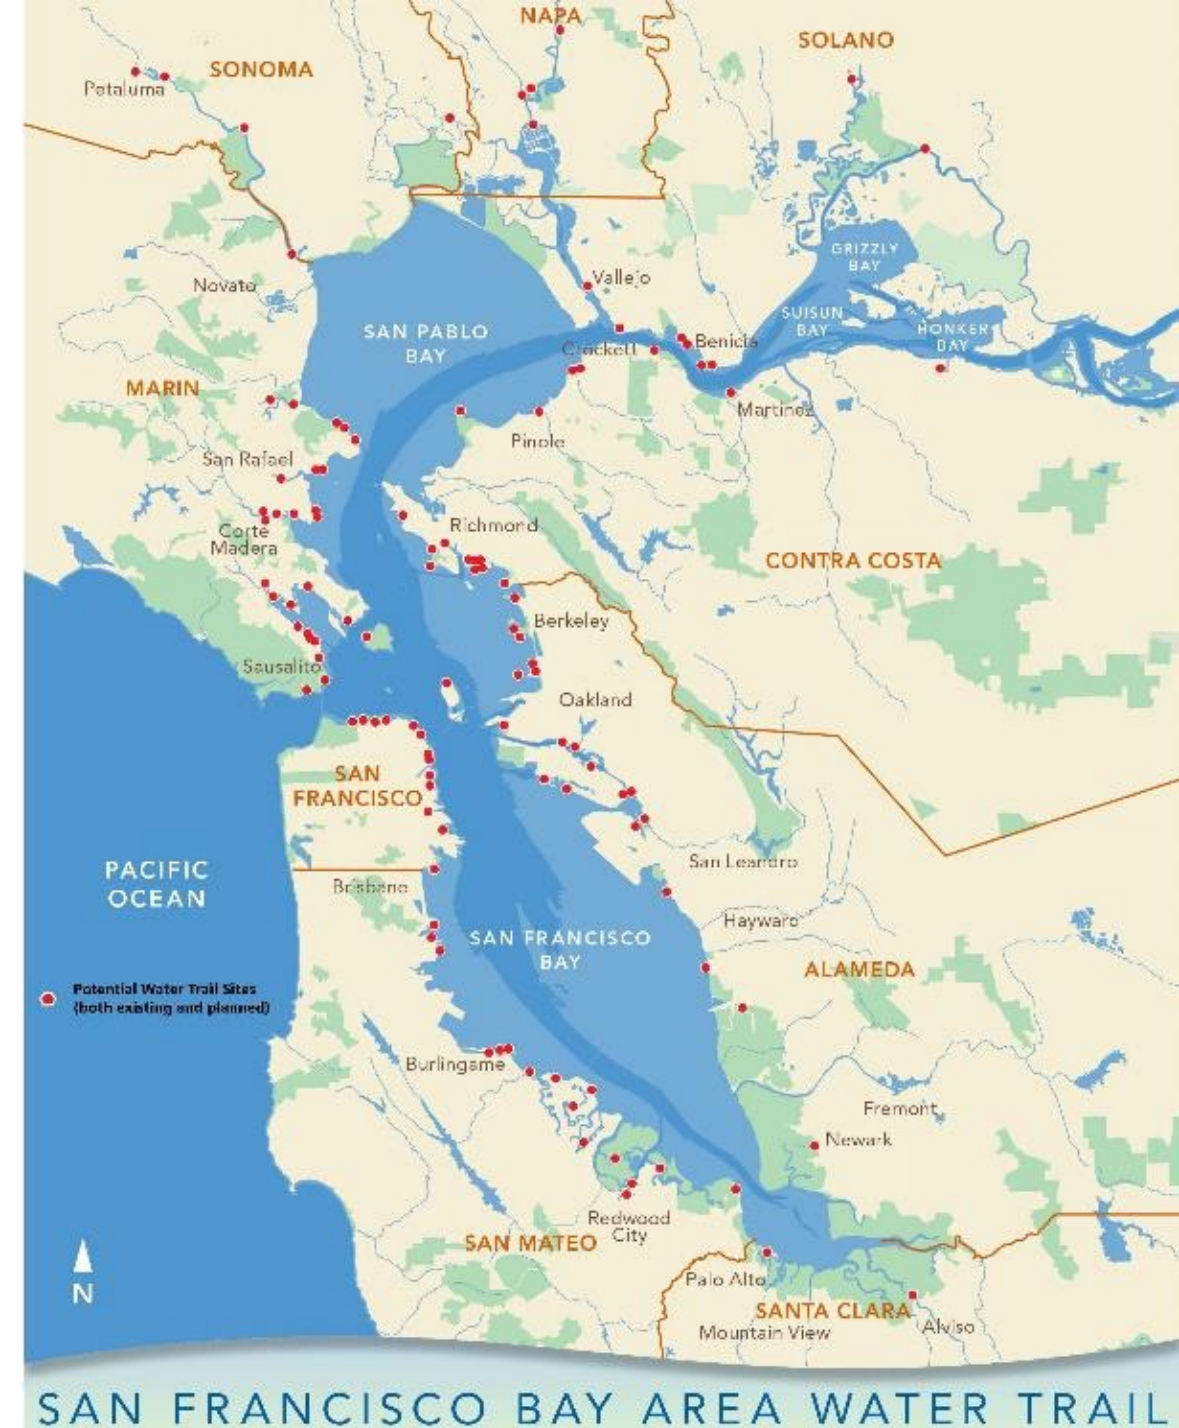 NAPA
SOLANO
SONOMA
Petaluma
GRIZZLY
BAY
Vallejo
Novato
SUISUN
BAY
HONKER
BAY
SAN PABLO
BAY
Crockett
Benicia
MARIN
Martinez
Pinole
San Rafael
Richmond
Corte
Madera
CONTRA COSTA
Berkeley
Sausalito
Oakland
SAN
FRANCISCO
San Leandro
PACIFIC
OCEAN
Brisbane
Hayward
SAN FRANCISCO
BAY
ALAMEDA
Potential Water Trail Sites
(both existing and planned)
Burlingame
Fremont
Newark
Redwood
City
SAN MATEO
N
Palo Alto
SANTA CLARA
Mountain View
Alviso
SAN FRANCISCO BAY AREA WATER TRAIL